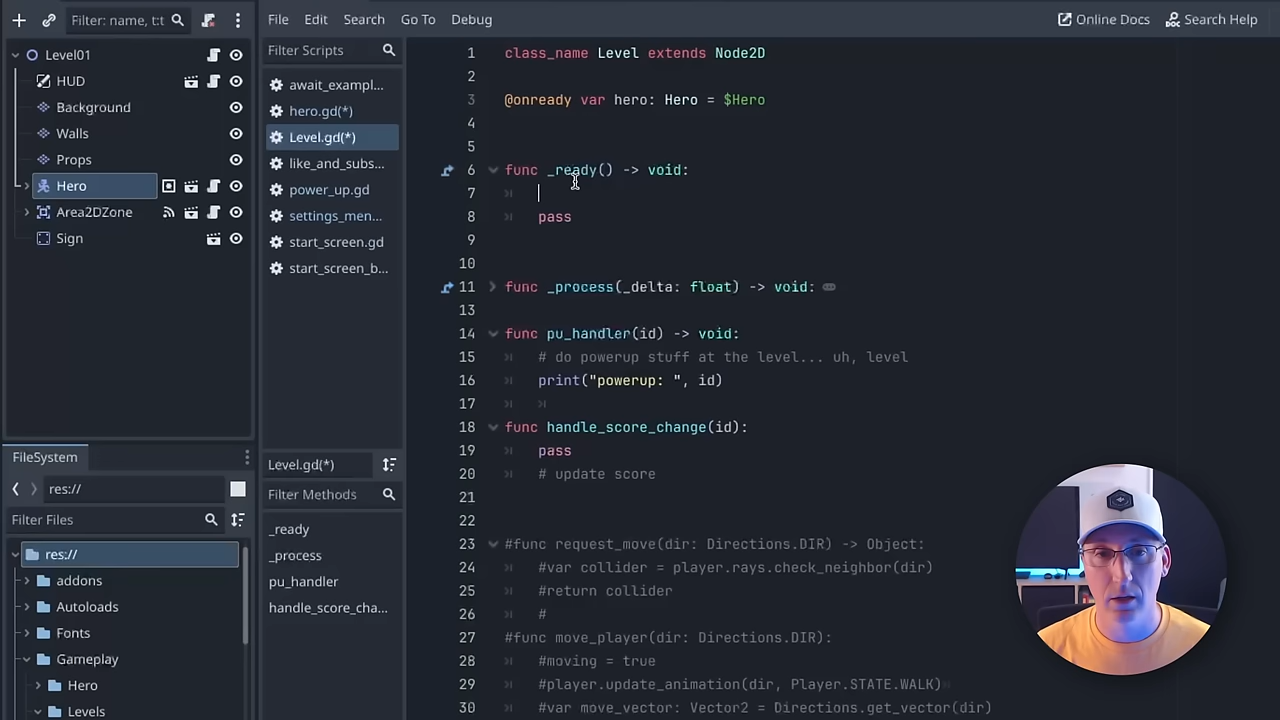 Filter: name, t:t
Level01
HUD
Background
Walls
Props
Hero
Area2DZone
Sign
FileSystem
res://
Filter Files
res://
addons
Autoloads
Fonts
Gameplay
Hero
Levels
File Edit Search Go To Debug
Online Docs Search Help
Filter Scripts
await_exampl...
hero.gd(*)
Level.gd(*)
like_and_subs...
power_up.gd
settings_men...
start_screen.gd
start_screen_b...
Level.gd(*)
Filter Methods
_ready
_process
pu_handler
handle_score_cha...
1 class_name Level extends Node2D
2
3 @onready var hero: Hero = $Hero
4
5
6 func _ready() -> void:
7
8 pass
9
10
11 func _process(_delta: float) -> void:
13
14 func pu_handler(id) -> void:
15 # do powerup stuff at the level... uh, level
16 print("powerup: ", id)
17
18 func handle_score_change(id):
19 pass
20 # update score
21
22
23 #func request_move(dir: Directions.DIR) -> Object:
24 #var collider = player.rays.check_neighbor(dir)
25 #return collider
26 #
27 #func move_player(dir: Directions.DIR):
28 #moving = true
29 #player.update_animation(dir, Player.STATE.WALK)
30 #var move_vector: Vector2 = Directions.get_vector(dir)